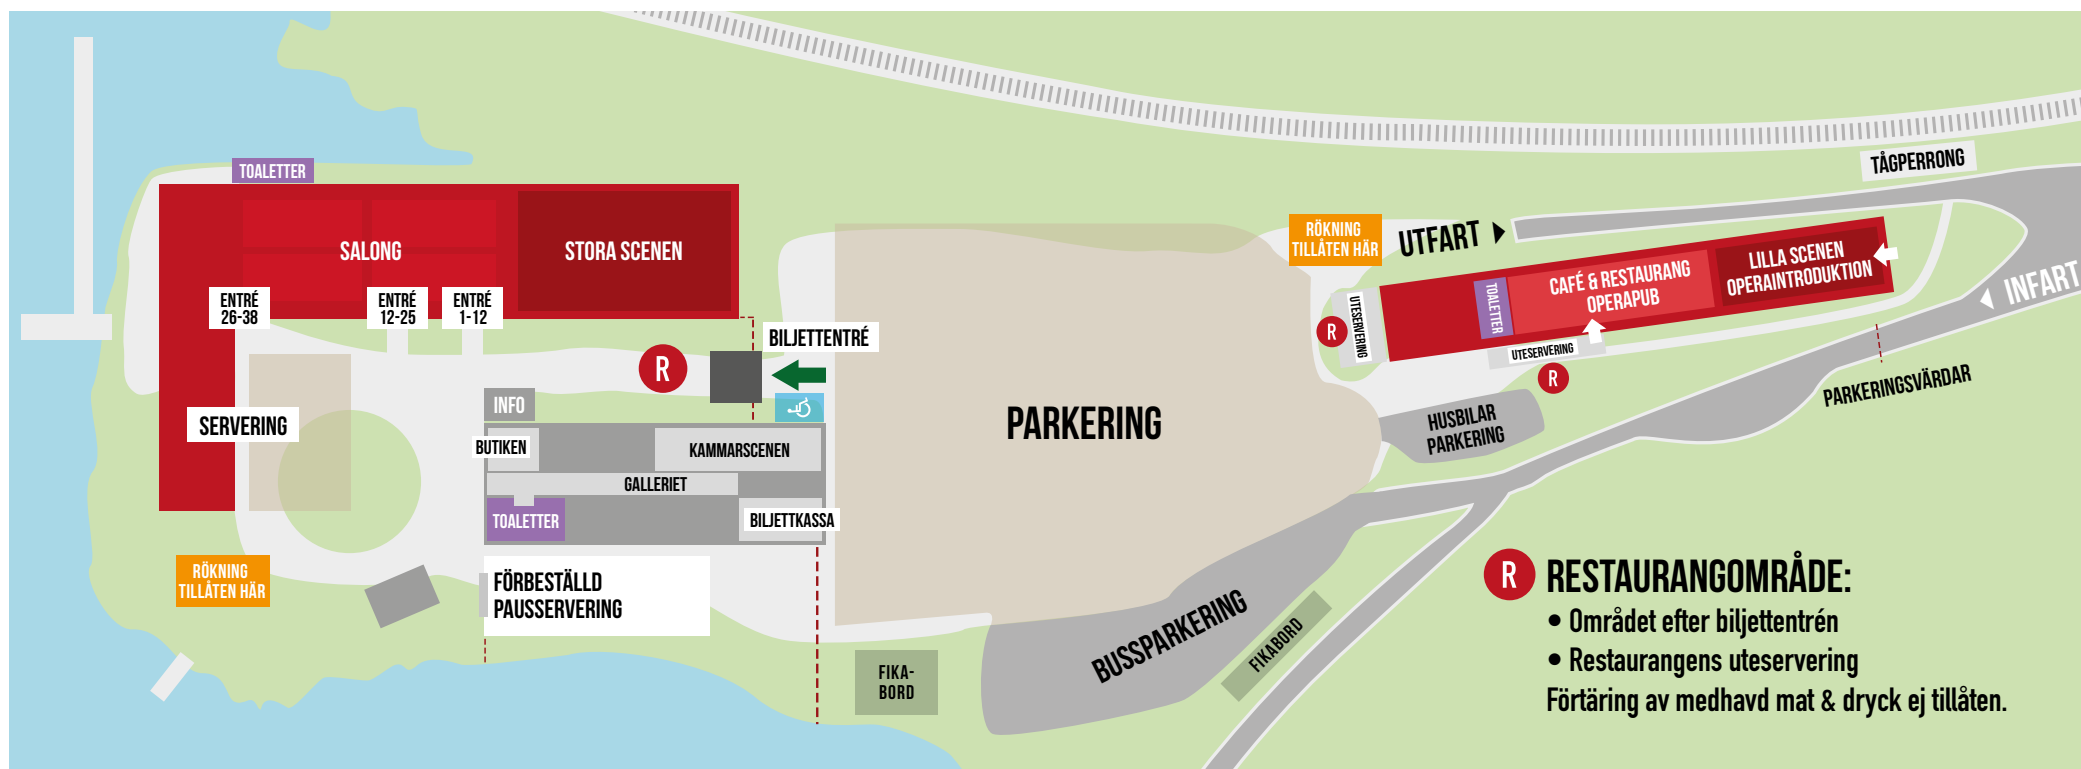 TOALETTER
SALONG
STORA SCENEN
ENTRÉ
26-38
ENTRÉ
12-25
ENTRÉ
1-12
BILJETTENTRÉ
R
SERVERING
INFO
BUTIKEN
KAMMARSCENEN
GALLERIET
TOALETTER
BILJETTKASSA
RÖKNING
TILLÅTEN HÄR
FÖRBESTÄLLD
PAUSSERVERING
FIKA-
BORD
PARKERING
BUSSPARKERING
FIKABORD
RÖKNING
TILLÅTEN HÄR
UTFART
TÅGPERRONG
UTESERVERING
R
TOALETTER
CAFÉ & RESTAURANG
OPERAPUB
LILLA SCENEN
OPERAINTRODUKTION
INFART
UTESERVERING
R
HUSBILAR
PARKERING
PARKERINGSVÄRDAR
R RESTAURANGOMRÅDE:
• Området efter biljettentrén
• Restaurangens uteservering
Förtäring av medhavd mat & dryck ej tillåten.